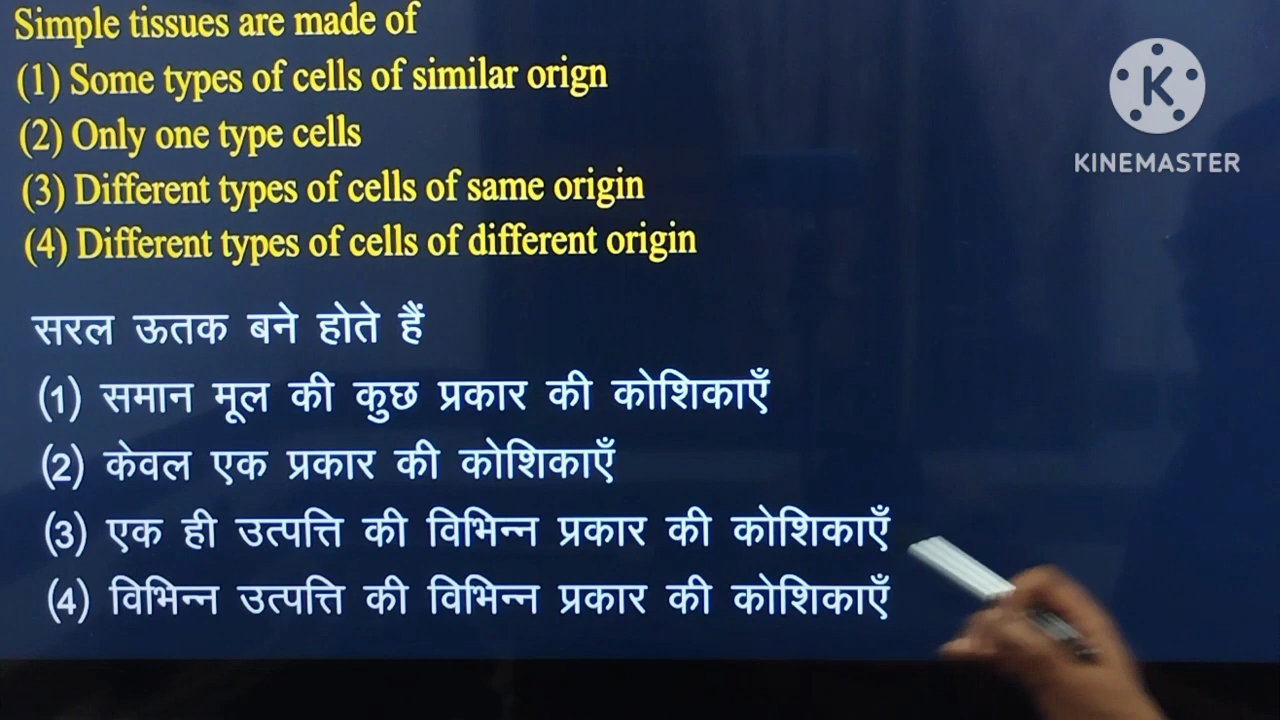 Simple tissues are made of
(1) Some types of cells of similar orign
(2) Only one type cells
(3) Different types of cells of same origin
(4) Different types of cells of different origin
सरल ऊतक बने होते हैं
(1) समान मूल की कुछ प्रकार की कोशिकाएँ
(2) केवल एक प्रकार की कोशिकाएँ
(3) एक ही उत्पत्ति की विभिन्न प्रकार की कोशिकाएँ
(4) विभिन्न उत्पत्ति की विभिन्न प्रकार की कोशिकाएँ
K
KINEMASTER